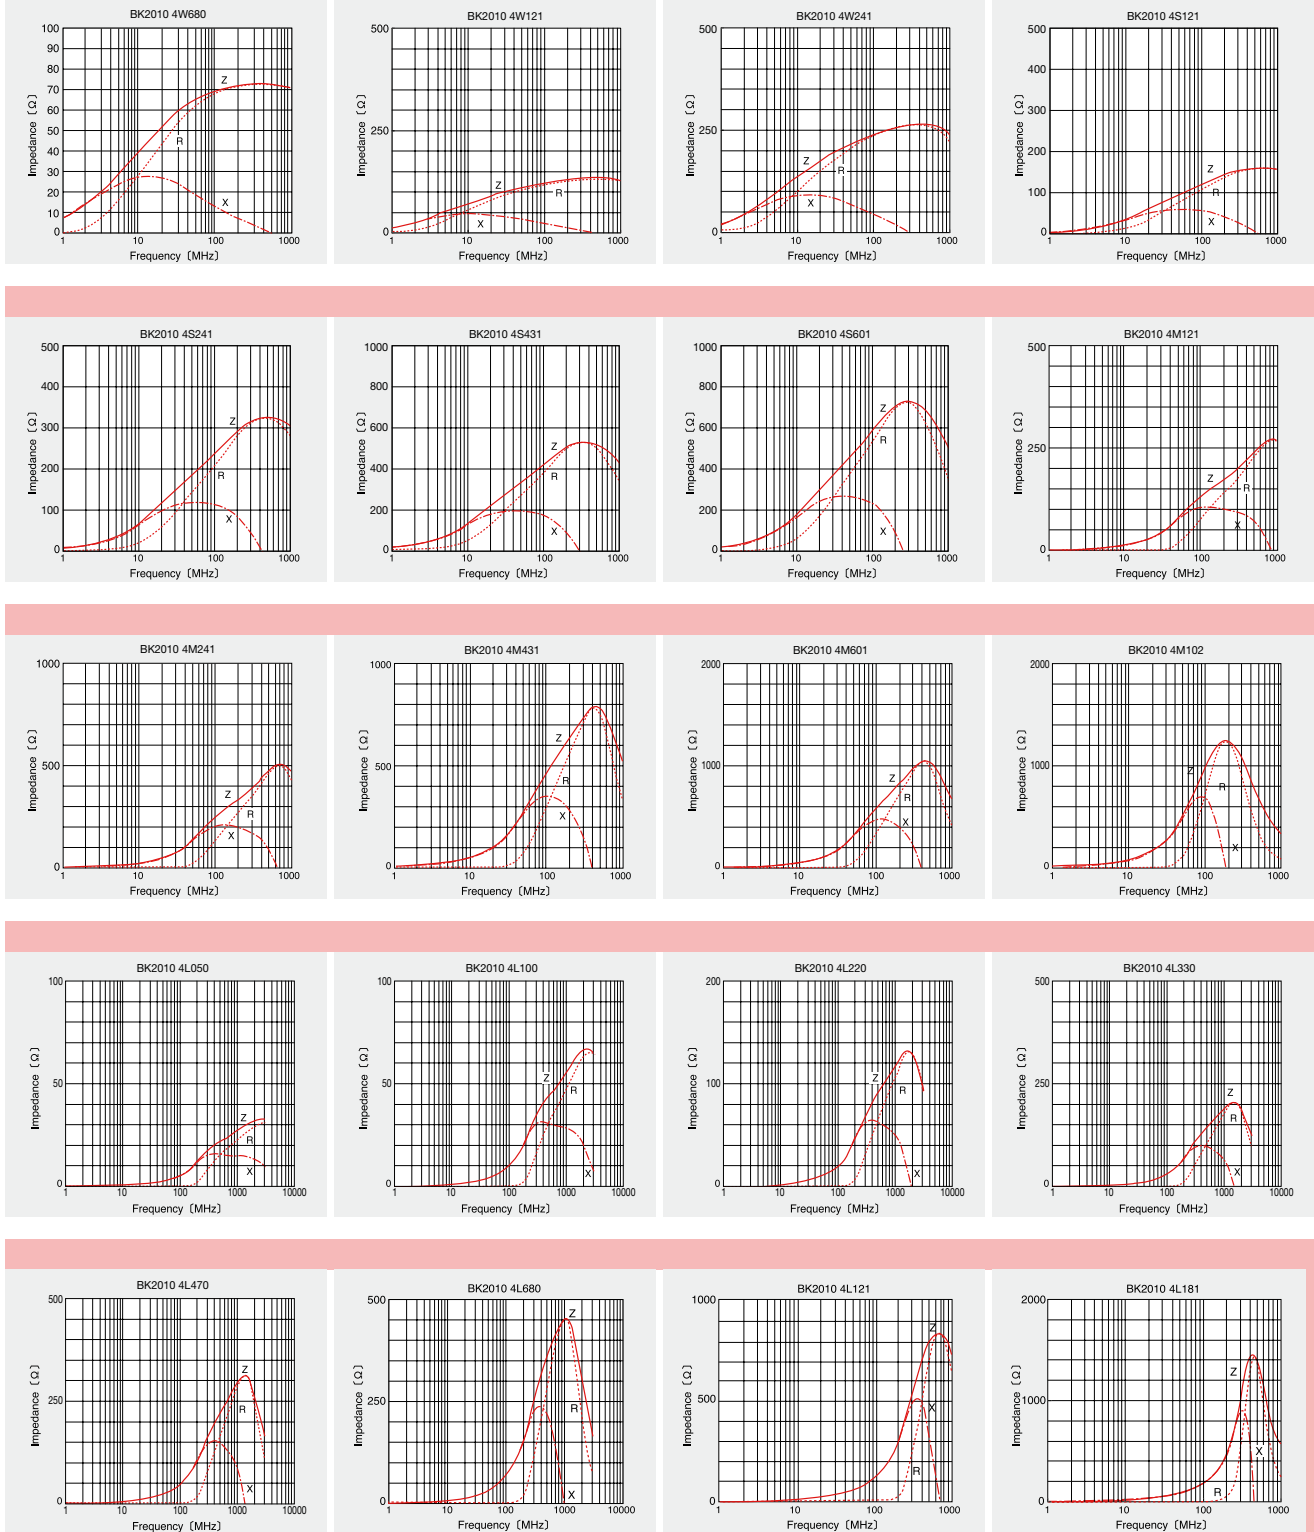 BK2010 4W680
100
90
80
70
60
50
40
30
20
10
0
Impedance〔Ω〕
Z
R
X
1
10
100
1000
Frequency〔MHz〕
BK2010 4W121
500
250
0
Impedance〔Ω〕
Z
R
X
1
10
100
1000
Frequency〔MHz〕
BK2010 4W241
500
250
0
Impedance〔Ω〕
Z
R
X
1
10
100
1000
Frequency〔MHz〕
BK2010 4S121
500
400
300
200
100
0
Impedance〔Ω〕
Z
R
X
1
10
100
1000
Frequency〔MHz〕
BK2010 4S241
500
400
300
200
100
0
Impedance〔Ω〕
Z
R
X
1
10
100
1000
Frequency〔MHz〕
BK2010 4S431
1000
800
600
400
200
0
Impedance〔Ω〕
Z
R
X
1
10
100
1000
Frequency〔MHz〕
BK2010 4S601
1000
800
600
400
200
0
Impedance〔Ω〕
Z
R
X
1
10
100
1000
Frequency〔MHz〕
BK2010 4M121
500
250
0
Impedance〔Ω〕
Z
R
X
1
10
100
1000
Frequency〔MHz〕
BK2010 4M241
1000
500
0
Impedance〔Ω〕
Z
R
X
1
10
100
1000
Frequency〔MHz〕
BK2010 4M431
1000
500
0
Impedance〔Ω〕
Z
R
X
1
10
100
1000
Frequency〔MHz〕
BK2010 4M601
2000
1000
0
Impedance〔Ω〕
Z
R
X
1
10
100
1000
Frequency〔MHz〕
BK2010 4M102
2000
1000
0
Impedance〔Ω〕
Z
R
X
1
10
100
1000
Frequency〔MHz〕
BK2010 4L050
100
50
0
Impedance〔Ω〕
Z
R
X
1
10
100
1000
10000
Frequency〔MHz〕
BK2010 4L100
100
50
0
Impedance〔Ω〕
Z
R
X
1
10
100
1000
10000
Frequency〔MHz〕
BK2010 4L220
200
100
0
Impedance〔Ω〕
Z
R
X
1
10
100
1000
10000
Frequency〔MHz〕
BK2010 4L330
500
250
0
Impedance〔Ω〕
Z
R
X
1
10
100
1000
10000
Frequency〔MHz〕
BK2010 4L470
500
250
0
Impedance〔Ω〕
Z
R
X
1
10
100
1000
10000
Frequency〔MHz〕
BK2010 4L680
500
250
0
Impedance〔Ω〕
Z
R
X
1
10
100
1000
10000
Frequency〔MHz〕
BK2010 4L121
1000
500
0
Impedance〔Ω〕
Z
X
R
1
10
100
1000
Frequency〔MHz〕
BK2010 4L181
2000
1000
0
Impedance〔Ω〕
Z
X
R
1
10
100
1000
Frequency〔MHz〕